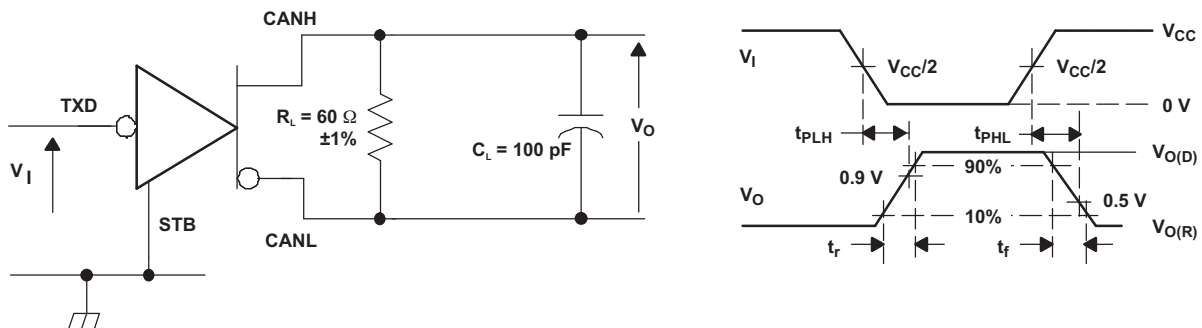 CANH
TXD
R_L = 60 Ω
±1%
C_L = 100 pF
V_O
V_I
STB
CANL
V_CC
V_I
V_CC/2
V_CC/2
0 V
t_PLH
t_PHL
V_O(D)
90%
0.9 V
0.5 V
V_O
10%
V_O(R)
t_r
t_f